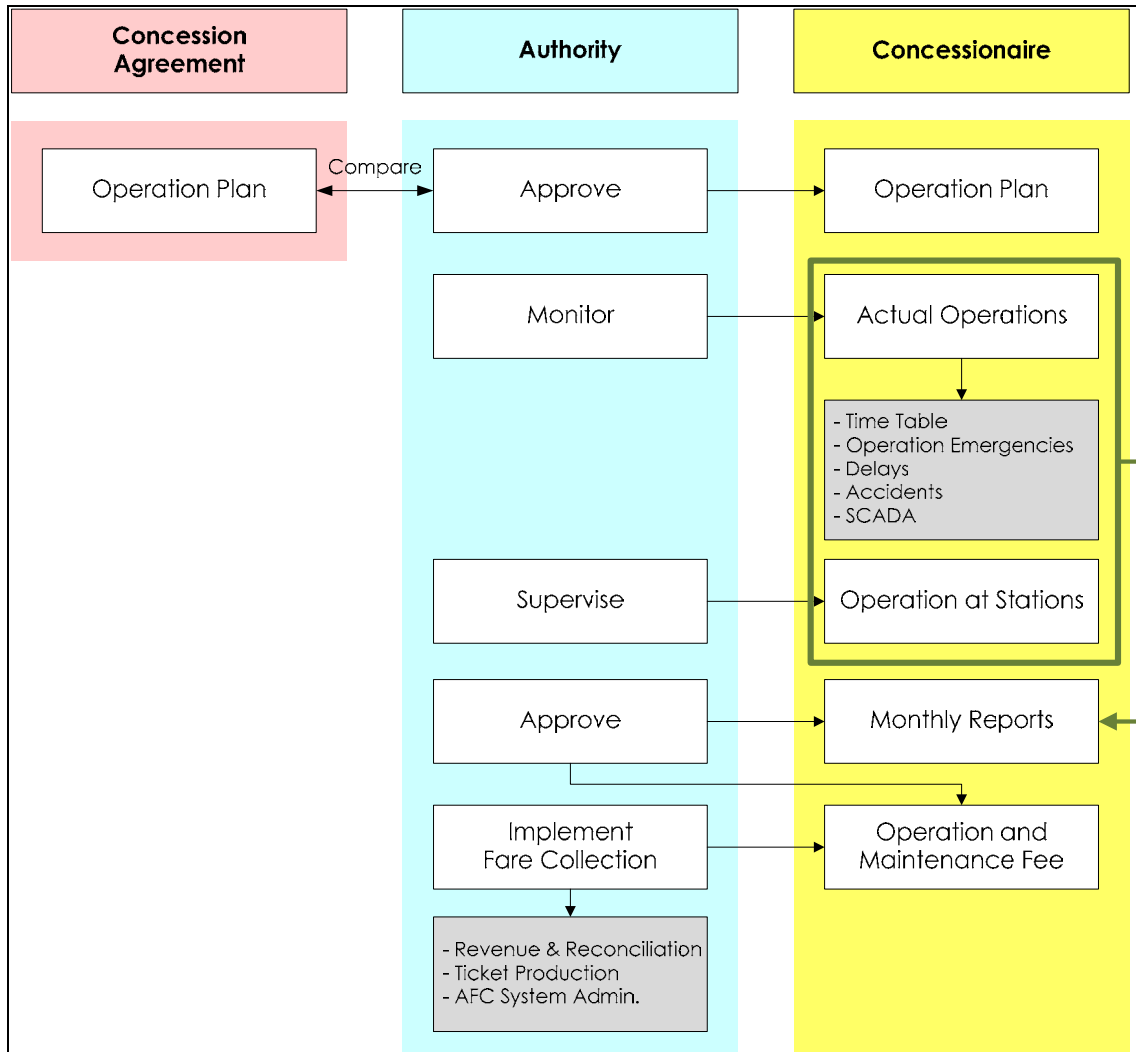 Concession
Agreement
Authority
Concessionaire
Operation Plan
Compare
Approve
Operation Plan
Monitor
Actual Operations
- Time Table
- Operation Emergencies
- Delays
- Accidents
- SCADA
Supervise
Operation at Stations
Approve
Monthly Reports
Implement
Fare Collection
Operation and
Maintenance Fee
- Revenue & Reconciliation
- Ticket Production
- AFC System Admin.